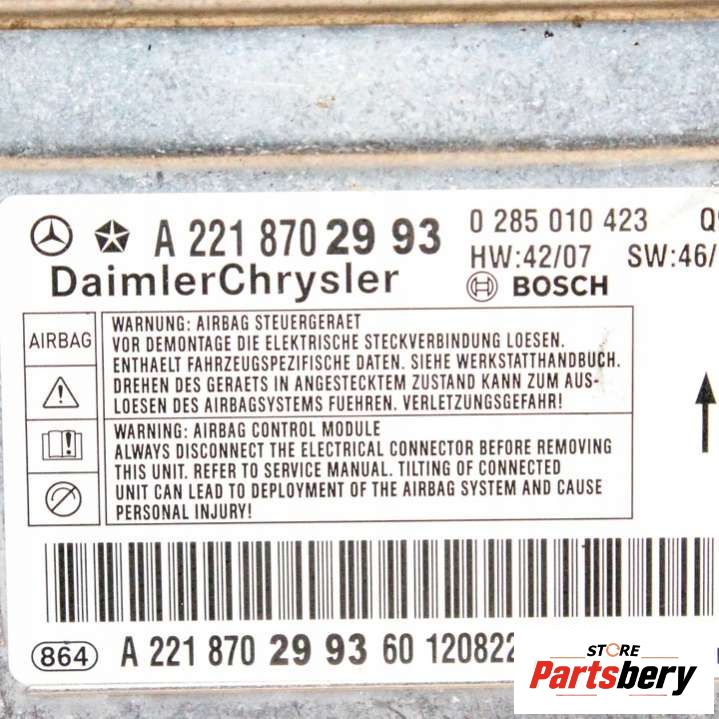 A 221 870 29 93 0 285 010 423
HW:42/07 SW:46/
DaimlerChrysler BOSCH
AIRBAG
WARNUNG: AIRBAG STEUERGERAET
VOR DEMONTAGE DIE ELEKTRISCHE STECKVERBINDUNG LOESEN.
ENTHAELT FAHRZEUGSPEZIFISCHE DATEN. SIEHE WERKSTATTHANDBUCH.
DREHEN DES GERAETS IN ANGESTECKTEM ZUSTAND KANN ZUM AUS-
LOESEN DES AIRBAGSYSTEMS FUEHREN. VERLETZUNGSGEFAHR!
WARNING: AIRBAG CONTROL MODULE
ALWAYS DISCONNECT THE ELECTRICAL CONNECTOR BEFORE REMOVING
THIS UNIT. REFER TO SERVICE MANUAL. TILTING OF CONNECTED
UNIT CAN LEAD TO DEPLOYMENT OF THE AIRBAG SYSTEM AND CAUSE
PERSONAL INJURY!
864 A 221 870 29 93 60 120822
STORE
Partsbery